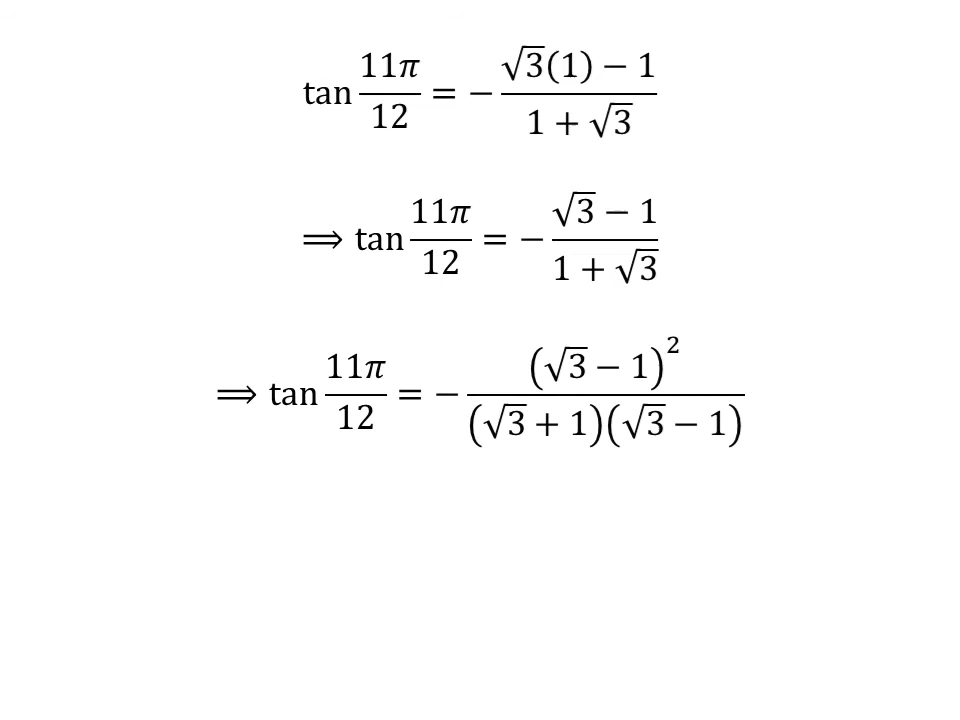 tan 11π/12 = − (√3(1) − 1)/(1 + √3)
⟹ tan 11π/12 = − (√3 − 1)/(1 + √3)
⟹ tan 11π/12 = − (√3 − 1)²/((√3 + 1)(√3 − 1))